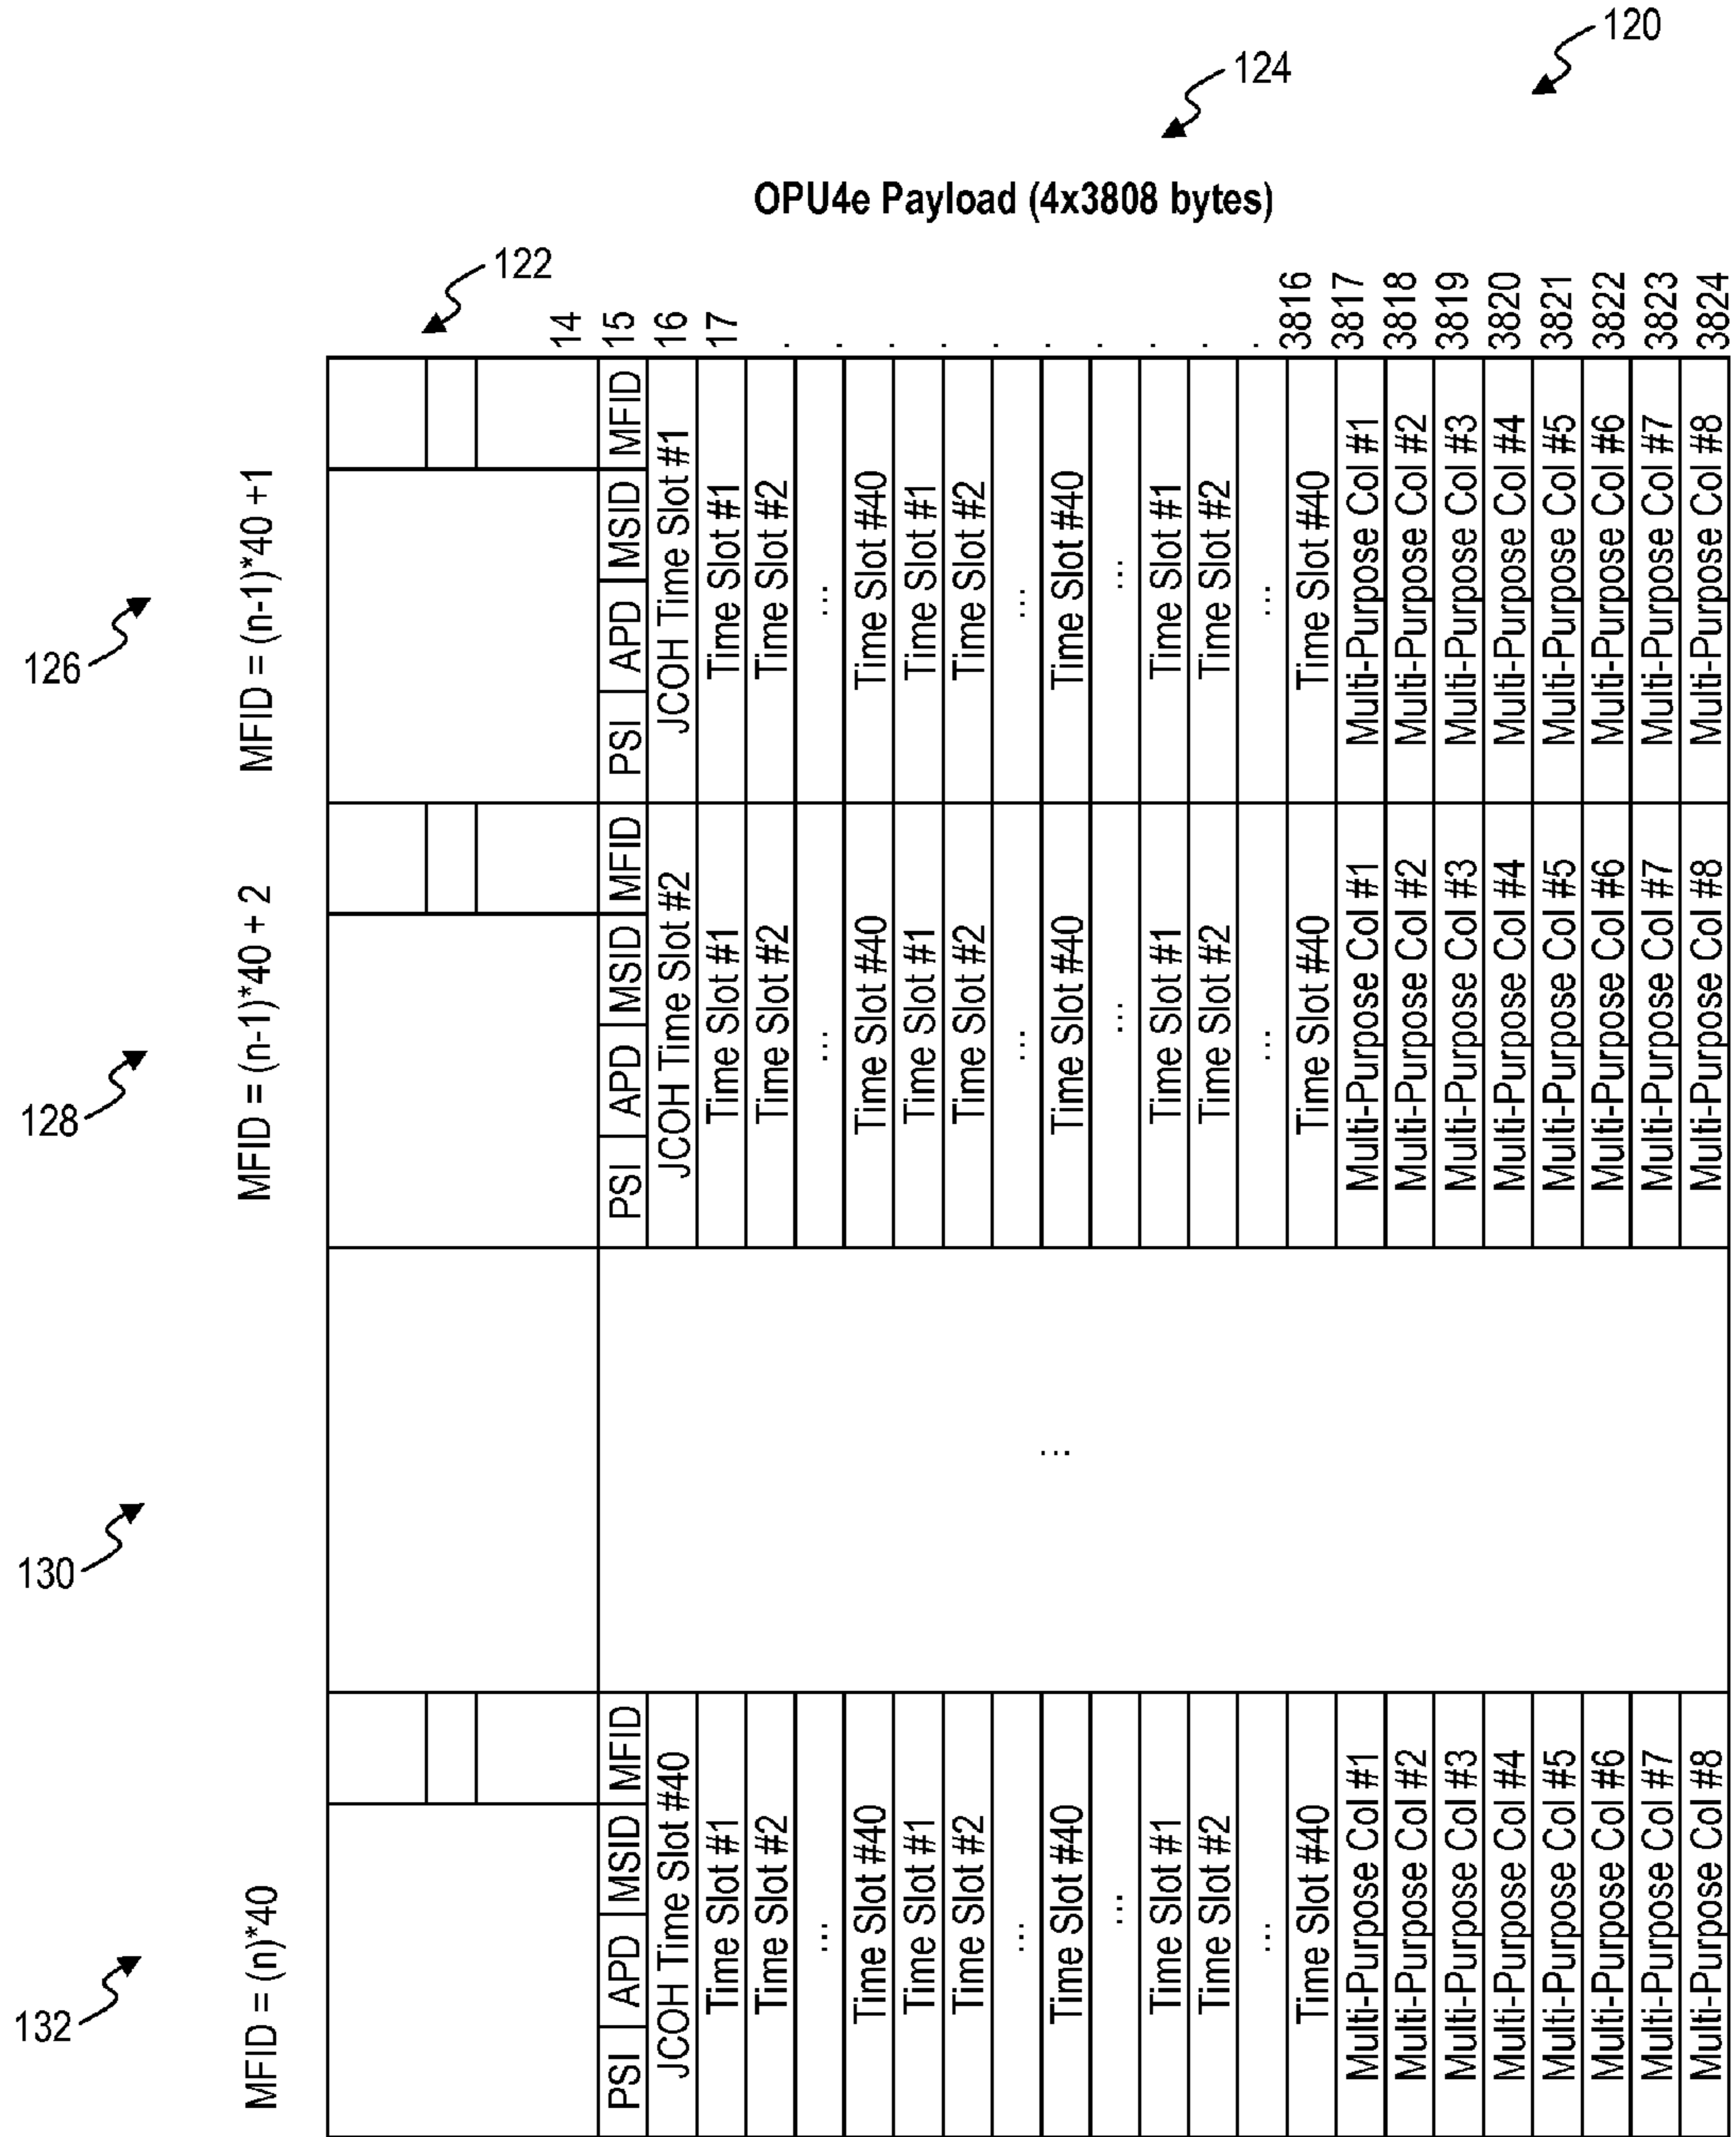 120
124
OPU4e Payload (4x3808 bytes)
122
14
15
16
17
. . . . . . . . . .
3816
3817
3818
3819
3820
3821
3822
3823
3824
126
MFID = (n-1)*40 +1
PSI APD MSID MFID
JCOH Time Slot #1
Time Slot #1
Time Slot #2
...
Time Slot #40
Time Slot #1
Time Slot #2
...
Time Slot #40
...
Time Slot #1
Time Slot #2
...
Time Slot #40
Multi-Purpose Col #1
Multi-Purpose Col #2
Multi-Purpose Col #3
Multi-Purpose Col #4
Multi-Purpose Col #5
Multi-Purpose Col #6
Multi-Purpose Col #7
Multi-Purpose Col #8
128
MFID = (n-1)*40 + 2
PSI APD MSID MFID
JCOH Time Slot #2
Time Slot #1
Time Slot #2
...
Time Slot #40
Time Slot #1
Time Slot #2
...
Time Slot #40
...
Time Slot #1
Time Slot #2
...
Time Slot #40
Multi-Purpose Col #1
Multi-Purpose Col #2
Multi-Purpose Col #3
Multi-Purpose Col #4
Multi-Purpose Col #5
Multi-Purpose Col #6
Multi-Purpose Col #7
Multi-Purpose Col #8
130
...
132
MFID = (n)*40
PSI APD MSID MFID
JCOH Time Slot #40
Time Slot #1
Time Slot #2
...
Time Slot #40
Time Slot #1
Time Slot #2
...
Time Slot #40
...
Time Slot #1
Time Slot #2
...
Time Slot #40
Multi-Purpose Col #1
Multi-Purpose Col #2
Multi-Purpose Col #3
Multi-Purpose Col #4
Multi-Purpose Col #5
Multi-Purpose Col #6
Multi-Purpose Col #7
Multi-Purpose Col #8